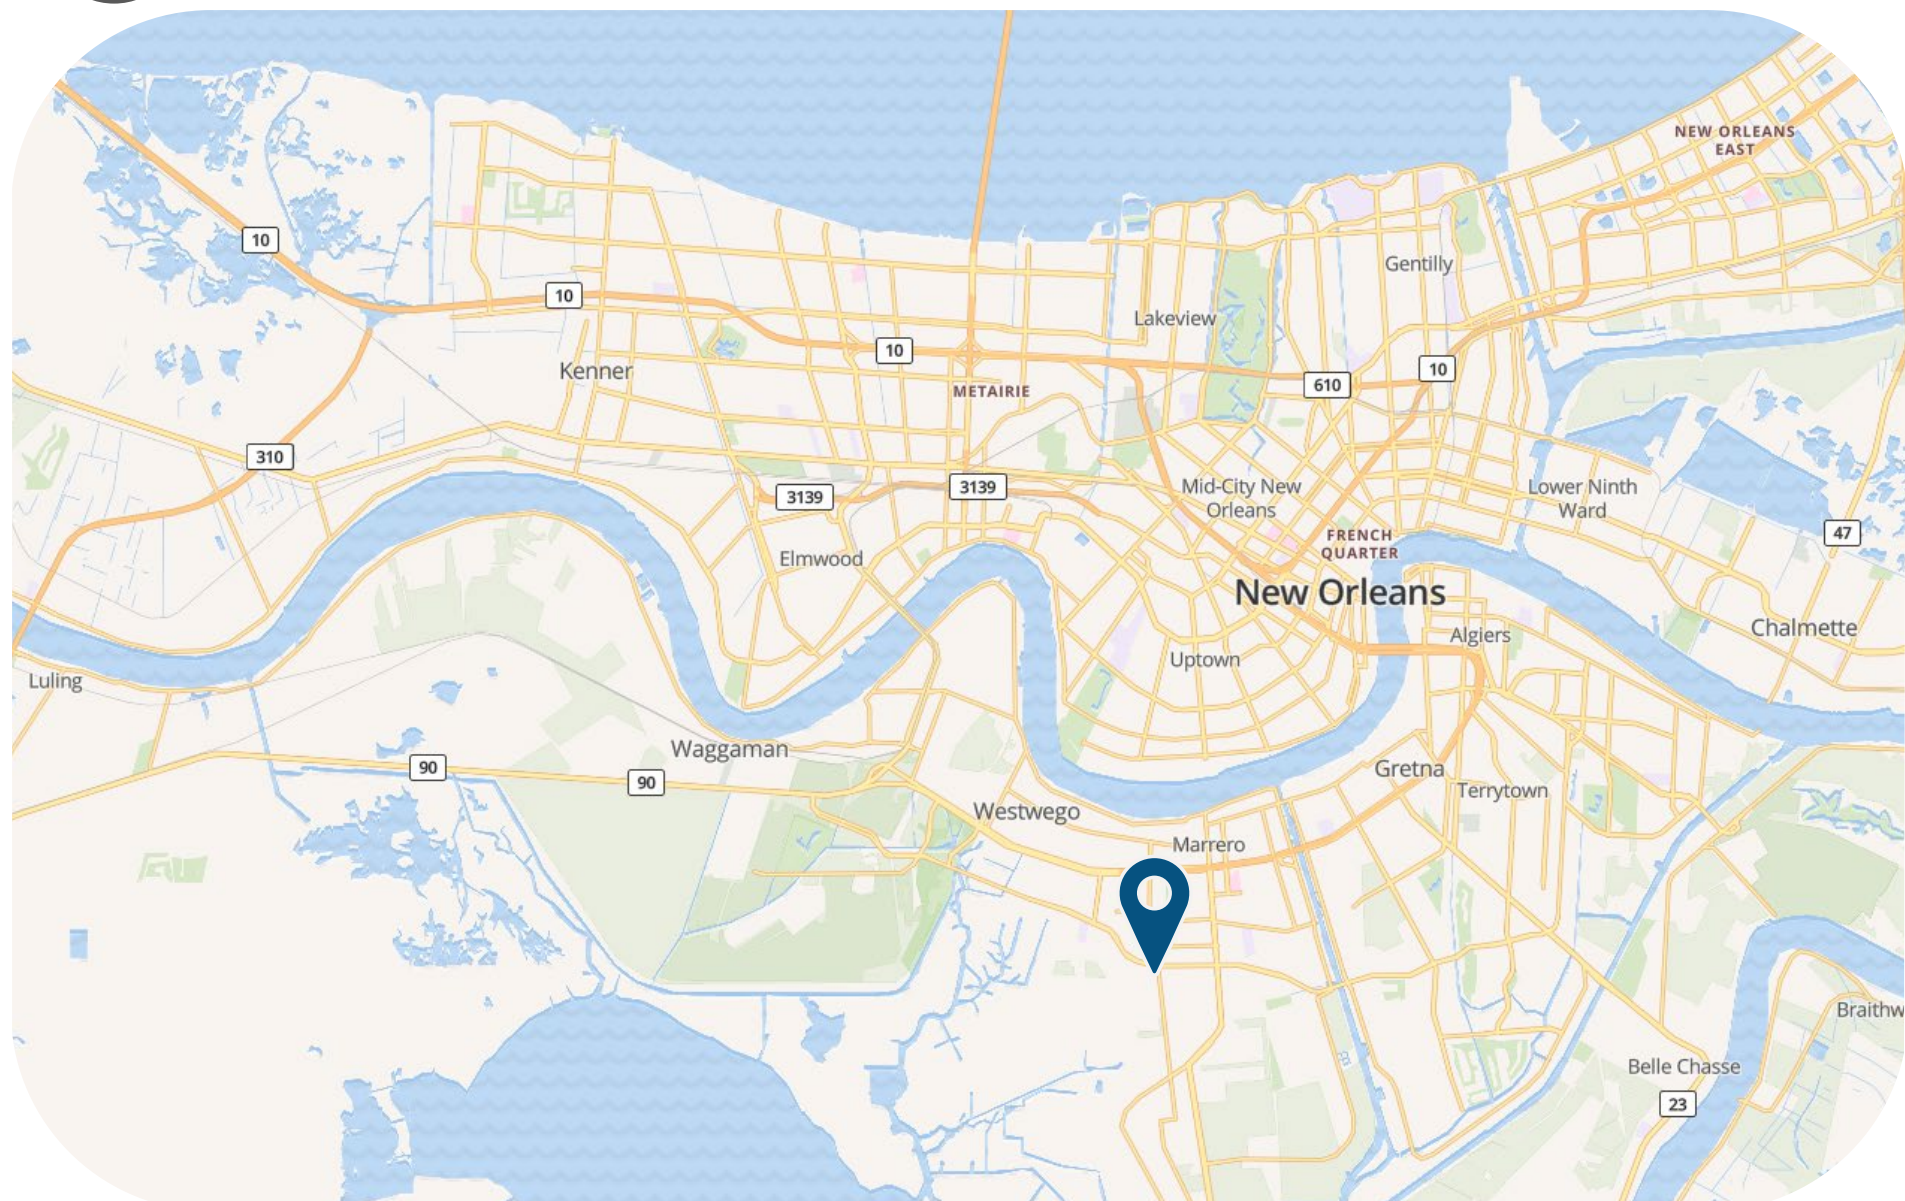 NEW ORLEANS
EAST
10
Gentilly
10
Lakeview
10
Kenner
10
610
METAIRIE
310
3139
3139
Mid-City New
Orleans
Lower Ninth
Ward
47
FRENCH
QUARTER
Elmwood
New Orleans
Chalmette
Algiers
Uptown
Luling
Waggaman
90
90
Gretna
Terrytown
Westwego
Marrero
Braithw
Belle Chasse
23